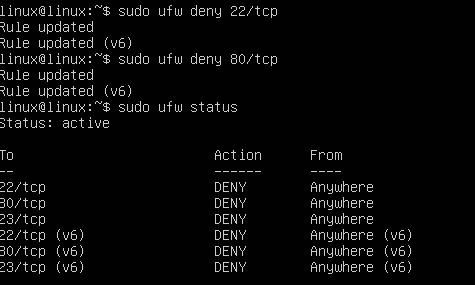 linux@linux:~$ sudo ufw deny 22/tcp
Rule updated
Rule updated (v6)
linux@linux:~$ sudo ufw deny 80/tcp
Rule updated
Rule updated (v6)
linux@linux:~$ sudo ufw status
Status: active
To Action From
-- ------ ----
22/tcp DENY Anywhere
80/tcp DENY Anywhere
23/tcp DENY Anywhere
22/tcp (v6) DENY Anywhere (v6)
80/tcp (v6) DENY Anywhere (v6)
23/tcp (v6) DENY Anywhere (v6)